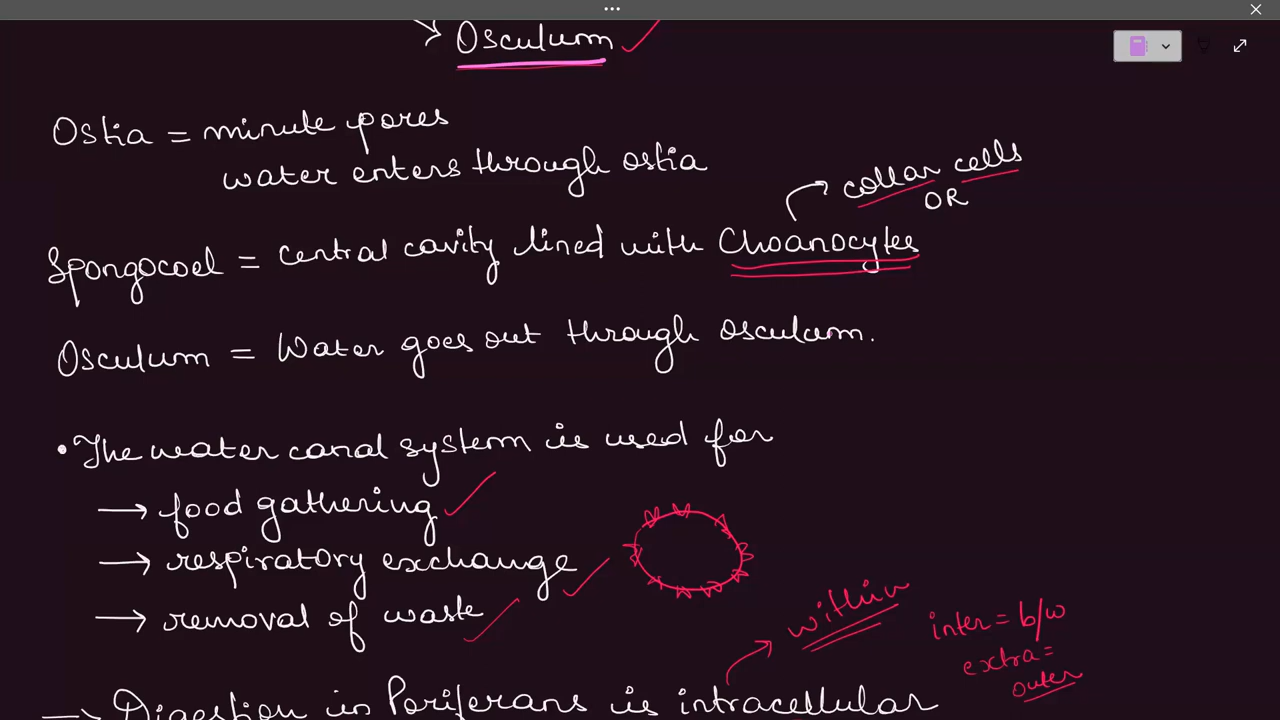 Osculum
Ostia = minute pores
water enters through ostia
collar cells
OR
Spongocoel = central cavity lined with Choanocytes
Osculum = Water goes out through osculum.
• The water canal system is used for
→ food gathering
→ respiratory exchange
→ removal of waste
within
inter = b/w
extra =
outer
⇒ Digestion in Poriferans is intracellular